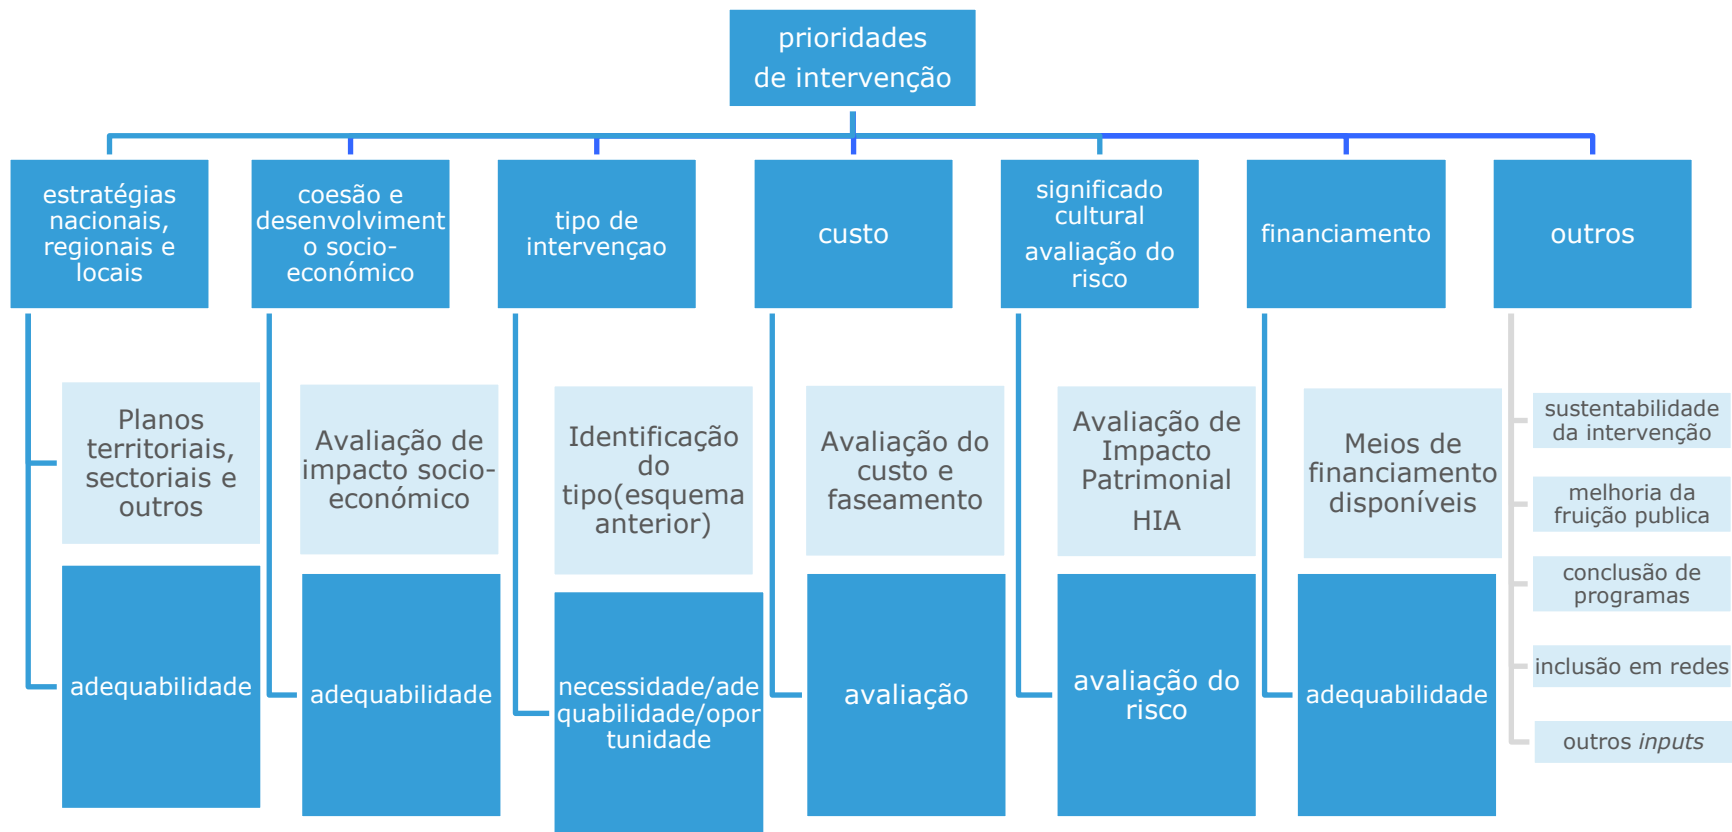 prioridades
de intervenção
estratégias
nacionais,
regionais e
locais
coesão e
desenvolviment
o socio-
económico
tipo de
intervençao
custo
significado
cultural
avaliação do
risco
financiamento
outros
Planos
territoriais,
sectoriais e
outros
Avaliação de
impacto socio-
económico
Identificação
do
tipo(esquema
anterior)
Avaliação do
custo e
faseamento
Avaliação de
Impacto
Patrimonial
HIA
Meios de
financiamento
disponíveis
sustentabilidade
da intervenção
melhoria da
fruição publica
conclusão de
programas
inclusão em redes
outros inputs
adequabilidade
adequabilidade
necessidade/ade
quabilidade/opor
tunidade
avaliação
avaliação do
risco
adequabilidade